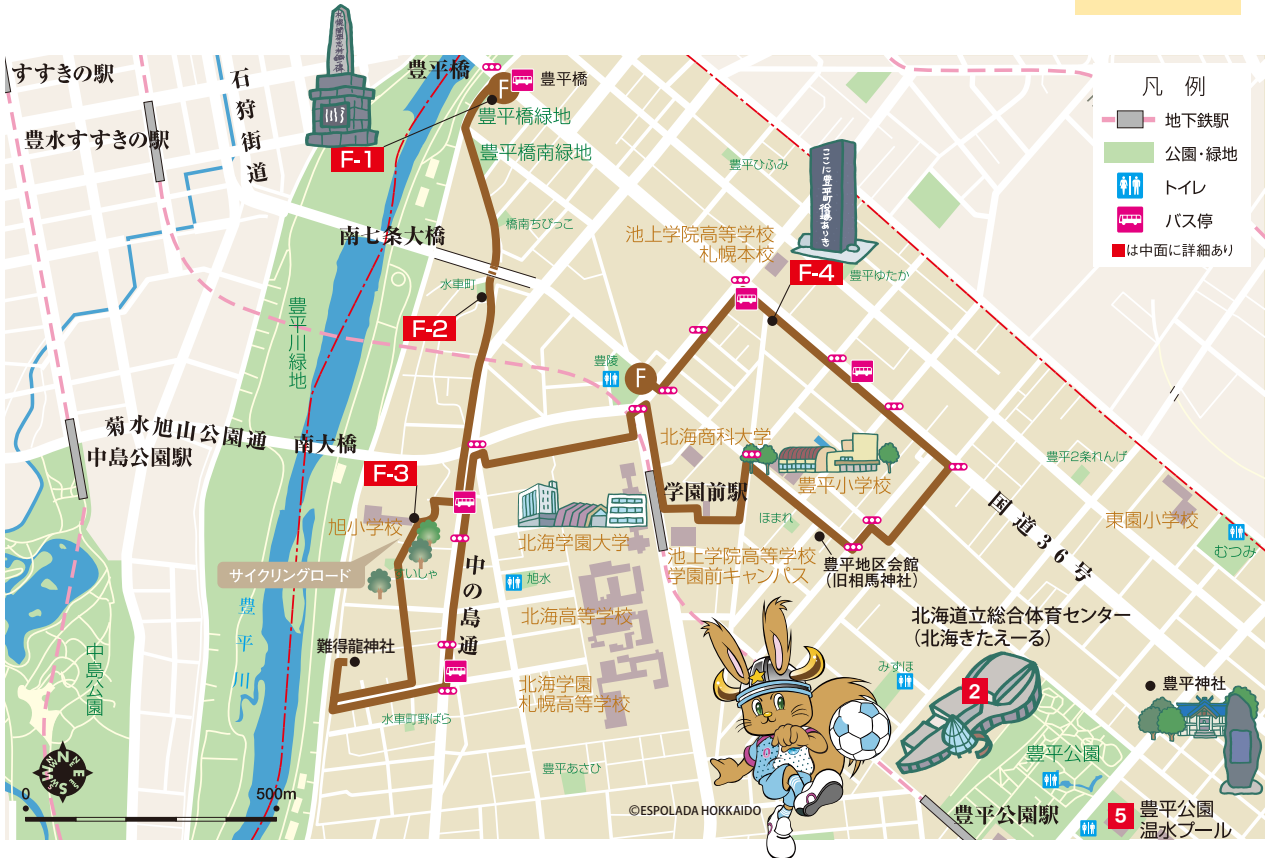 すすきの駅
豊水すすきの駅
石狩街道
豊平橋
F
豊平橋
豊平橋緑地
豊平橋南緑地
F-1
凡 例
地下鉄駅
公園・緑地
トイレ
バス停
■は中面に詳細あり
豊平ひふみ
ここに豊平町役場ありき
橋南ちびっこ
南七条大橋
池上学院高等学校
札幌本校
F-4
豊平ゆたか
水車町
F-2
豊平川緑地
豊陵
F
菊水旭山公園通
南大橋
中島公園駅
北海商科大学
豊平小学校
豊平2条れんげ
国道36号
東園小学校
むつみ
F-3
旭小学校
学園前駅
ほまれ
北海学園大学
池上学院高等学校
学園前キャンパス
豊平地区会館
(旧相馬神社)
サイクリングロード
すいしゃ
中の島通
旭水
北海高等学校
豊平川
難得龍神社
北海学園
札幌高等学校
水車町野ばら
中島公園
豊平あさひ
北海道立総合体育センター
(北海きたえーる)
みずほ
2
豊平神社
豊平公園
豊平公園駅
5
豊平公園
温水プール
N
E
S
W
0
500m
©ESPOLADA HOKKAIDO